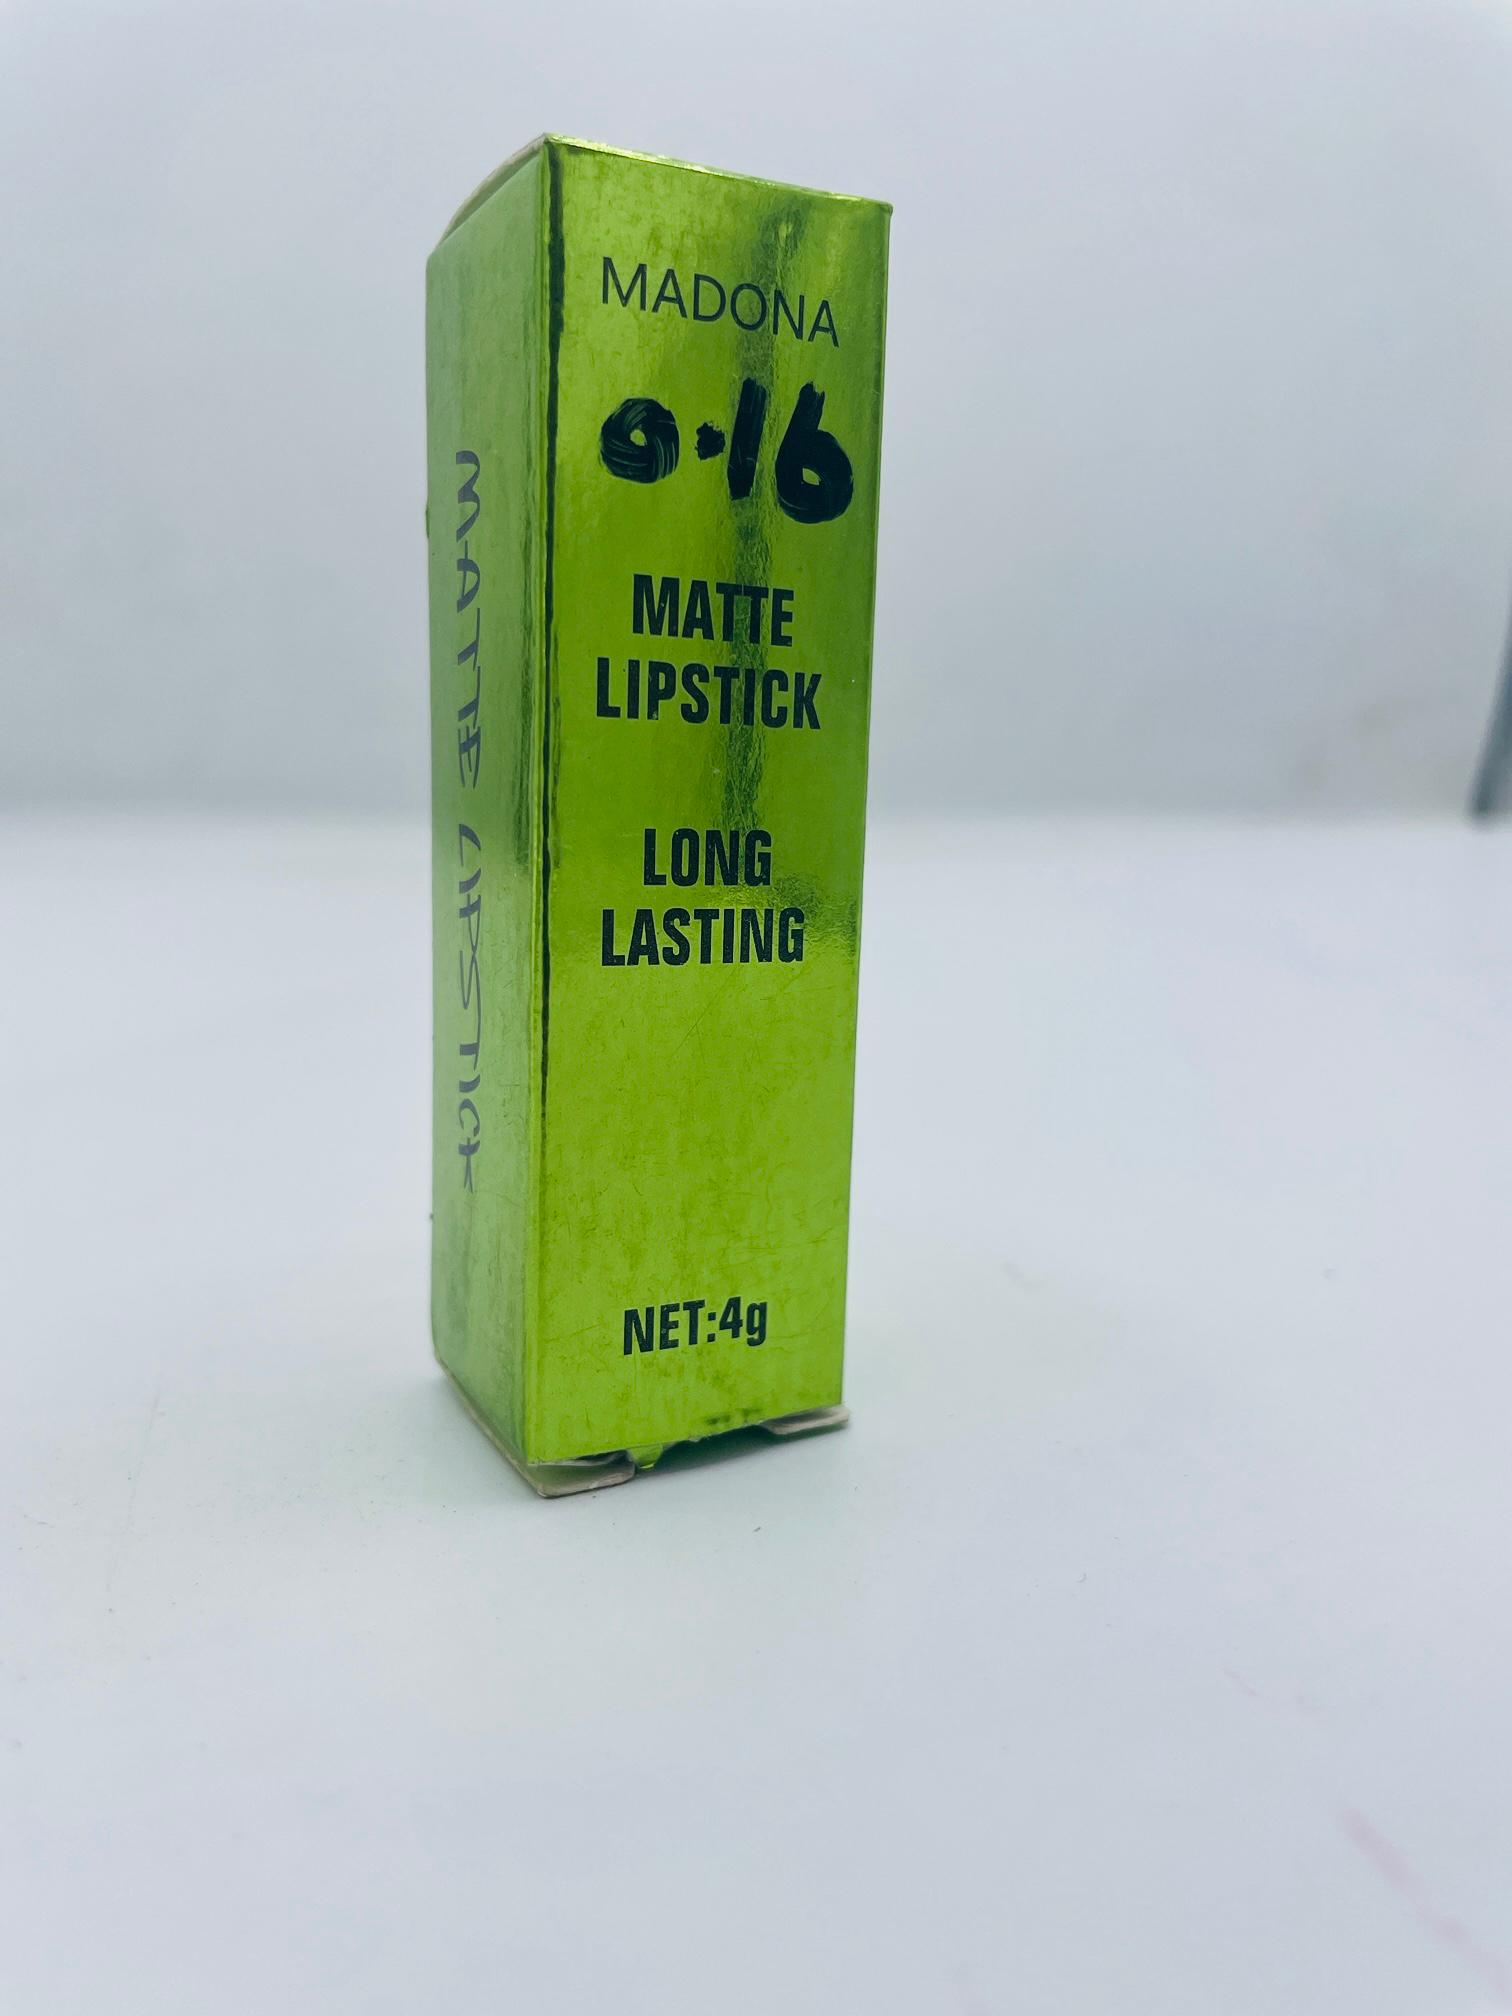 MADONA
0.16
MATTE
LIPSTICK
LONG
LASTING
NET:4g
MATTE LIPSTICK